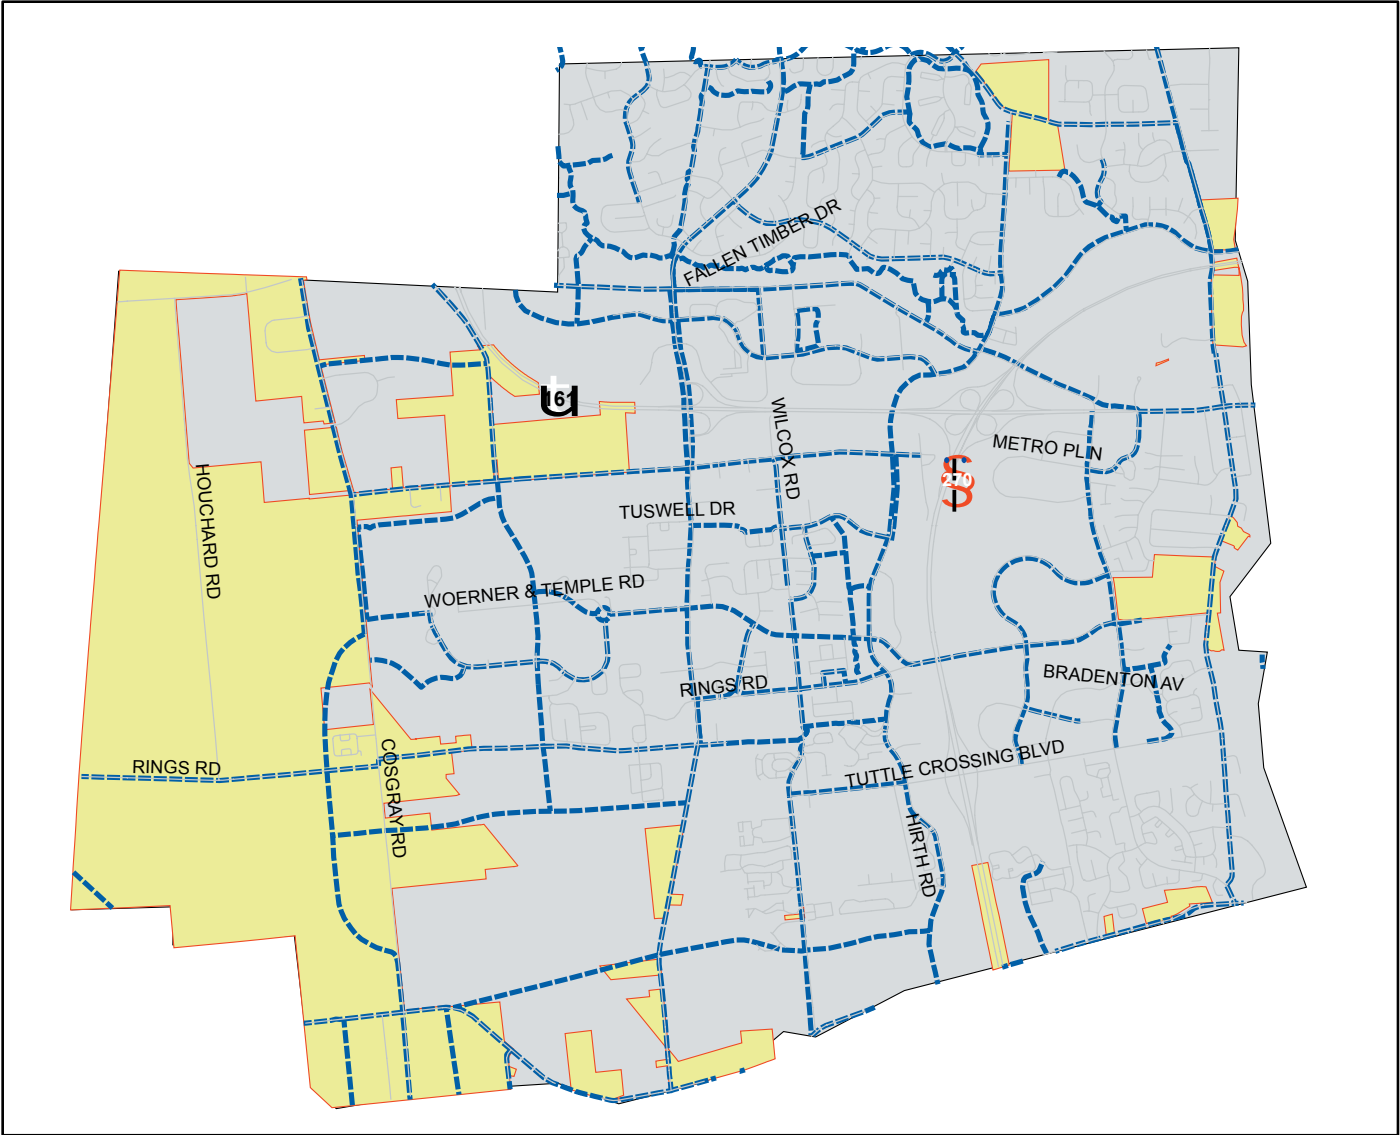 FALLEN TIMBER DR
161
WILCOX RD
METRO PL N
HOUCHARD RD
270
TUSWELL DR
WOERNER & TEMPLE RD
RINGS RD
BRADENTON AV
RINGS RD
COSGRAY RD
TUTTLE CROSSING BLVD
HIRTH RD